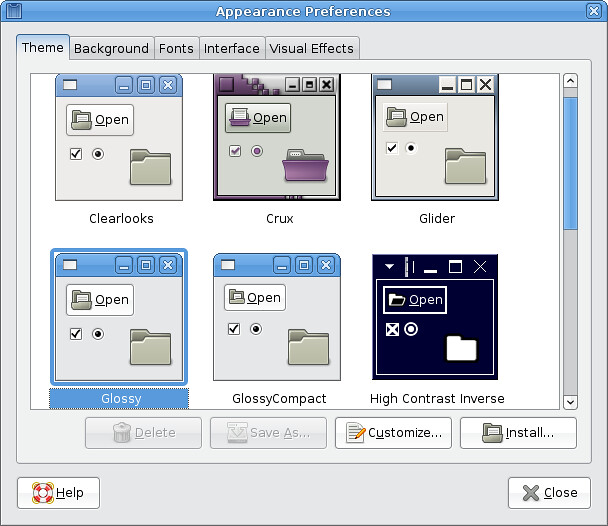 Appearance Preferences
Theme Background Fonts Interface Visual Effects
Open Open Open
Clearlooks Crux Glider
Open Open Open
Glossy GlossyCompact High Contrast Inverse
Delete Save As... Customize... Install...
Help Close